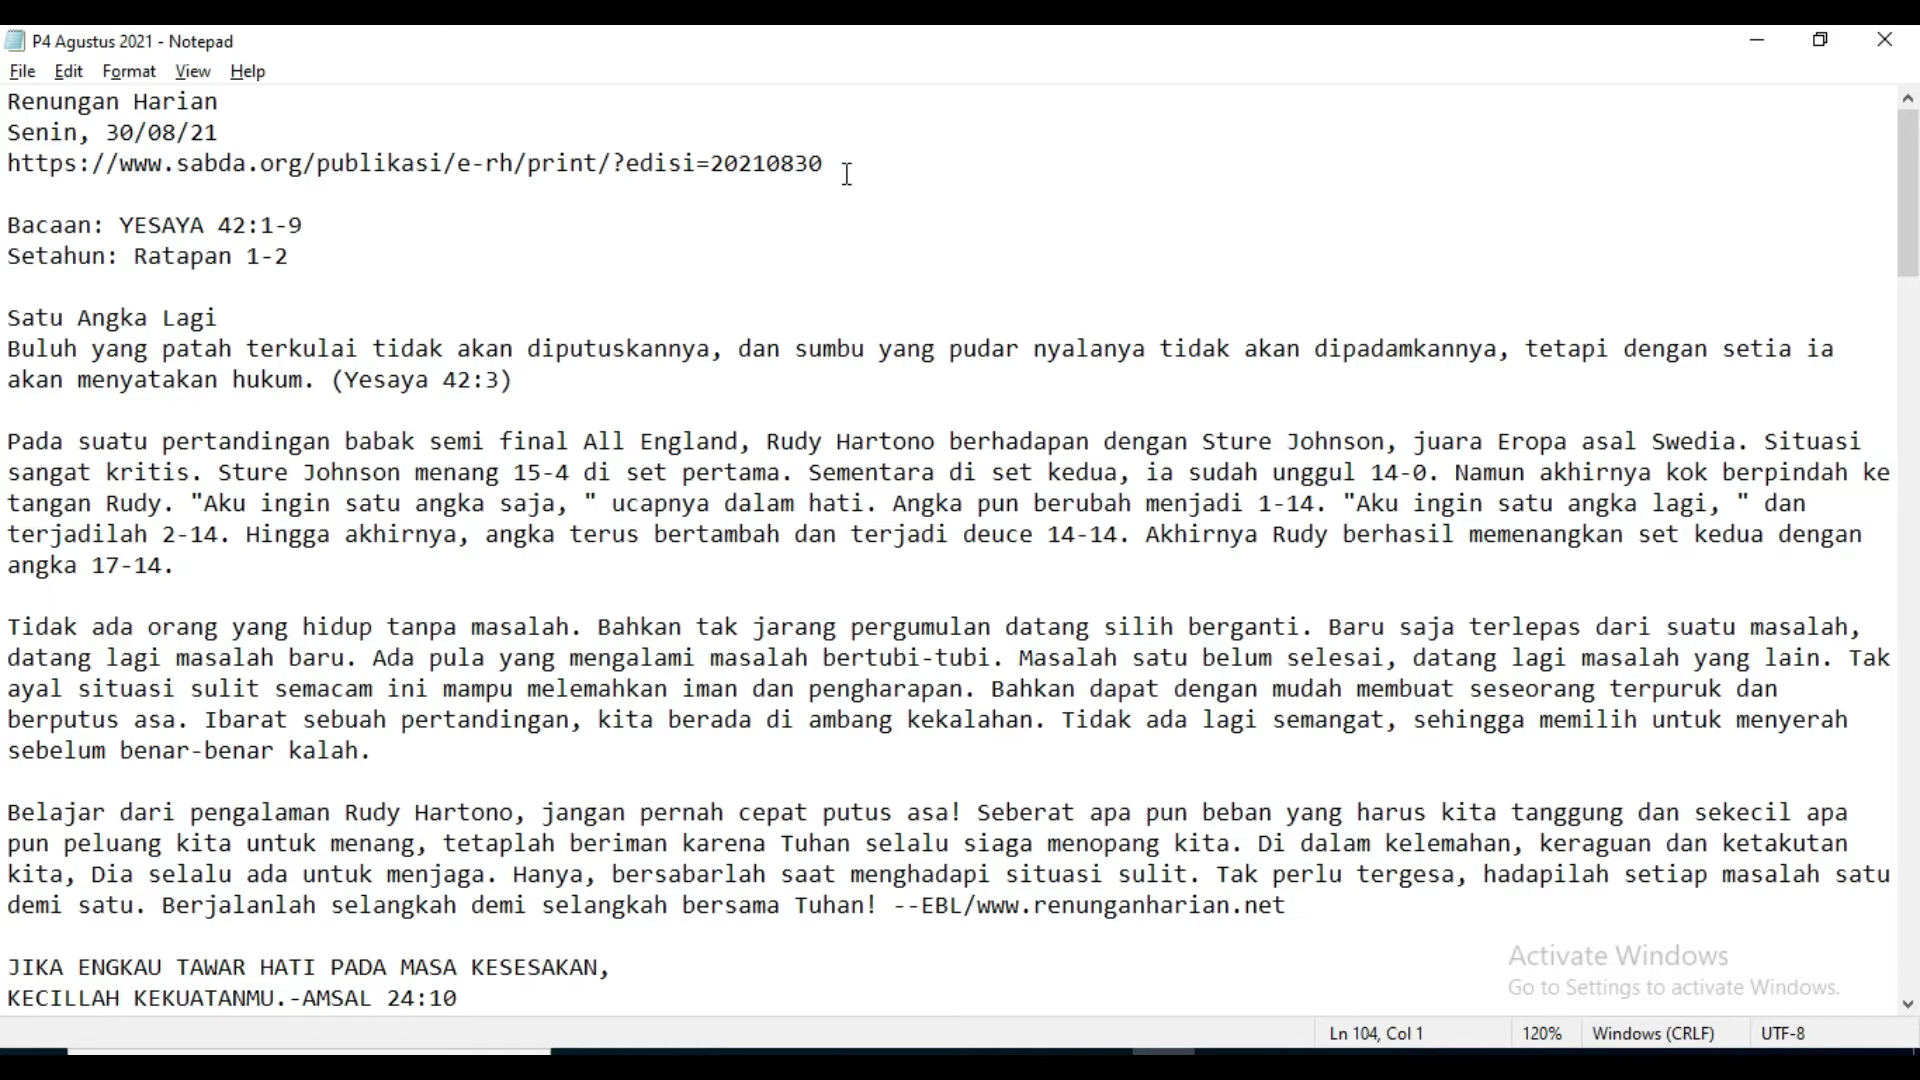 P4 Agustus 2021 - Notepad
File Edit Format View Help
Renungan Harian
Senin, 30/08/21
https://www.sabda.org/publikasi/e-rh/print/?edisi=20210830
Bacaan: YESAYA 42:1-9
Setahun: Ratapan 1-2
Satu Angka Lagi
Buluh yang patah terkulai tidak akan diputuskannya, dan sumbu yang pudar nyalanya tidak akan dipadamkannya, tetapi dengan setia ia
akan menyatakan hukum. (Yesaya 42:3)
Pada suatu pertandingan babak semi final All England, Rudy Hartono berhadapan dengan Sture Johnson, juara Eropa asal Swedia. Situasi
sangat kritis. Sture Johnson menang 15-4 di set pertama. Sementara di set kedua, ia sudah unggul 14-0. Namun akhirnya kok berpindah ke
tangan Rudy. "Aku ingin satu angka saja, " ucapnya dalam hati. Angka pun berubah menjadi 1-14. "Aku ingin satu angka lagi, " dan
terjadilah 2-14. Hingga akhirnya, angka terus bertambah dan terjadi deuce 14-14. Akhirnya Rudy berhasil memenangkan set kedua dengan
angka 17-14.
Tidak ada orang yang hidup tanpa masalah. Bahkan tak jarang pergumulan datang silih berganti. Baru saja terlepas dari suatu masalah,
datang lagi masalah baru. Ada pula yang mengalami masalah bertubi-tubi. Masalah satu belum selesai, datang lagi masalah yang lain. Tak
ayal situasi sulit semacam ini mampu melemahkan iman dan pengharapan. Bahkan dapat dengan mudah membuat seseorang terpuruk dan
berputus asa. Ibarat sebuah pertandingan, kita berada di ambang kekalahan. Tidak ada lagi semangat, sehingga memilih untuk menyerah
sebelum benar-benar kalah.
Belajar dari pengalaman Rudy Hartono, jangan pernah cepat putus asa! Seberat apa pun beban yang harus kita tanggung dan sekecil apa
pun peluang kita untuk menang, tetaplah beriman karena Tuhan selalu siaga menopang kita. Di dalam kelemahan, keraguan dan ketakutan
kita, Dia selalu ada untuk menjaga. Hanya, bersabarlah saat menghadapi situasi sulit. Tak perlu tergesa, hadapilah setiap masalah satu
demi satu. Berjalanlah selangkah demi selangkah bersama Tuhan! --EBL/www.renunganharian.net
JIKA ENGKAU TAWAR HATI PADA MASA KESESAKAN,
KECILLAH KEKUATANMU.-AMSAL 24:10
Activate Windows
Go to Settings to activate Windows.
Ln 104, Col 1 120% Windows (CRLF) UTF-8